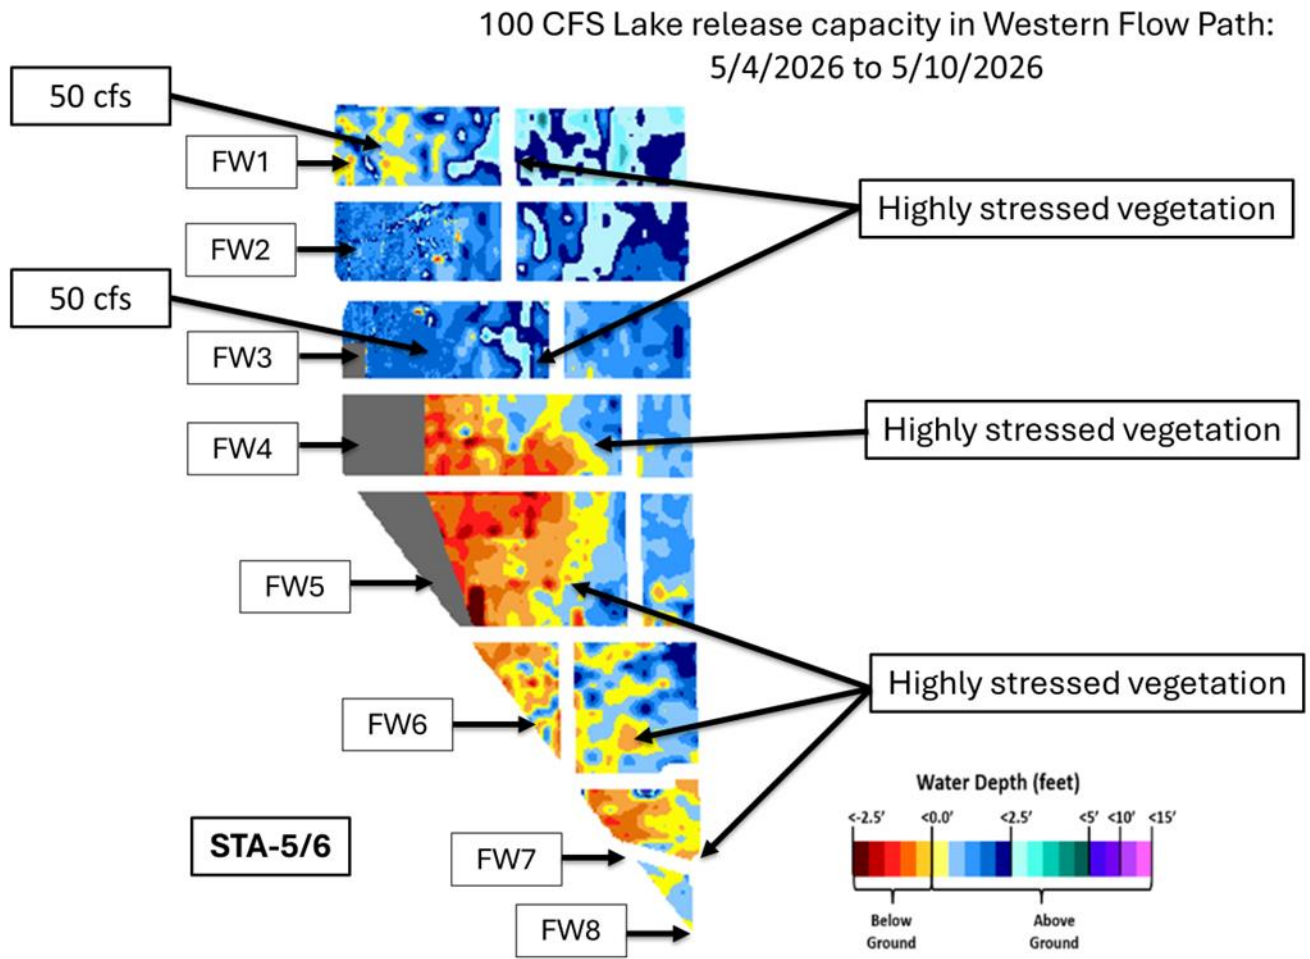 100 CFS Lake release capacity in Western Flow Path:
5/4/2026 to 5/10/2026
50 cfs
FW1
Highly stressed vegetation
FW2
50 cfs
FW3
FW4
Highly stressed vegetation
FW5
Highly stressed vegetation
FW6
STA-5/6
FW7
FW8
Water Depth (feet)
<-2.5' <0.0' <2.5' <5' <10' <15'
Below
Ground
Above
Ground